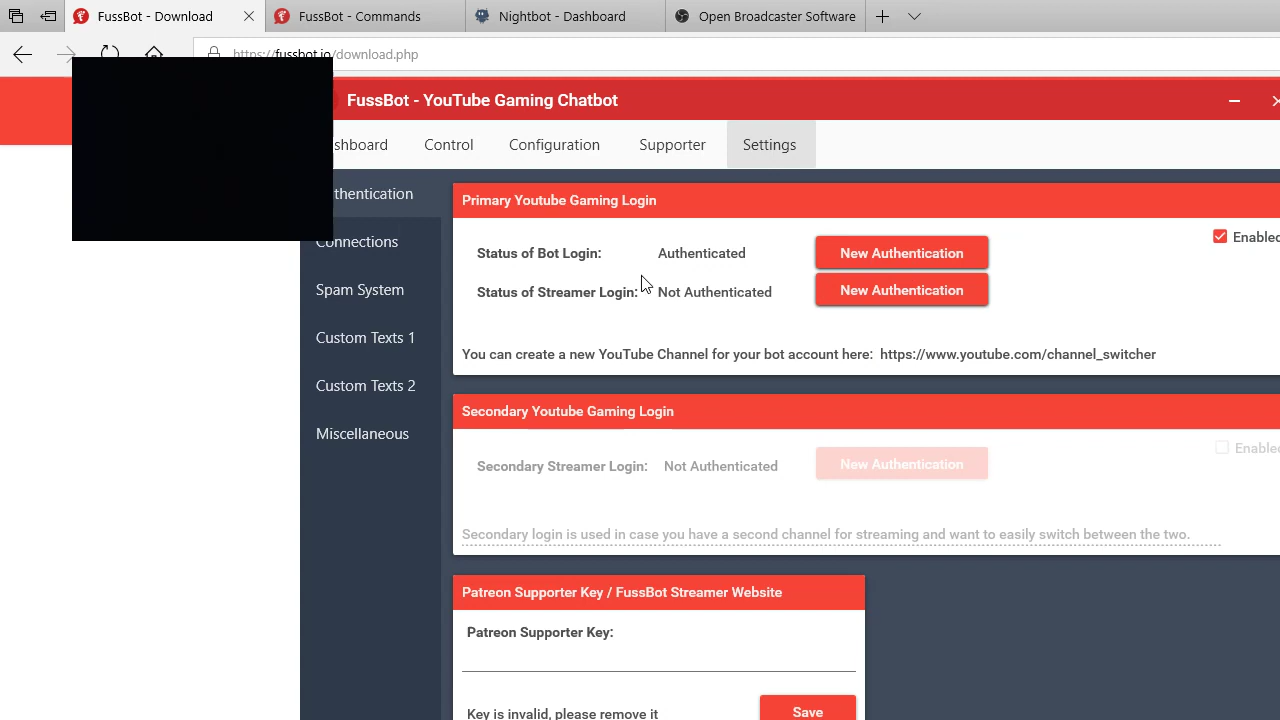 FussBot - Download
FussBot - Commands
Nightbot - Dashboard
Open Broadcaster Software
https://fussbot.io/download.php
FussBot - YouTube Gaming Chatbot
shboard
Control
Configuration
Supporter
Settings
thentication
Connections
Spam System
Custom Texts 1
Custom Texts 2
Miscellaneous
Primary Youtube Gaming Login
Enabled
Status of Bot Login: Authenticated New Authentication
Status of Streamer Login: Not Authenticated New Authentication
You can create a new YouTube Channel for your bot account here: https://www.youtube.com/channel_switcher
Secondary Youtube Gaming Login
Enabled
Secondary Streamer Login: Not Authenticated New Authentication
Secondary login is used in case you have a second channel for streaming and want to easily switch between the two.
Patreon Supporter Key / FussBot Streamer Website
Patreon Supporter Key:
Key is invalid, please remove it
Save